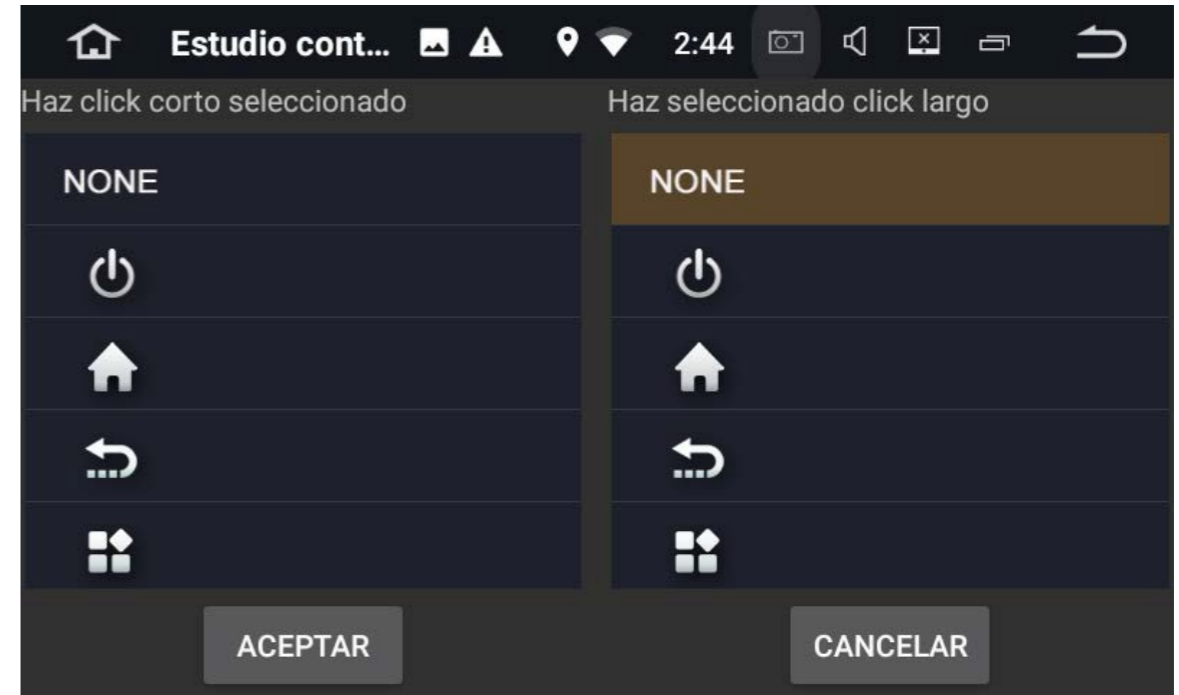 Estudio cont... 2:44
Haz click corto seleccionado
Haz seleccionado click largo
NONE
NONE
ACEPTAR
CANCELAR